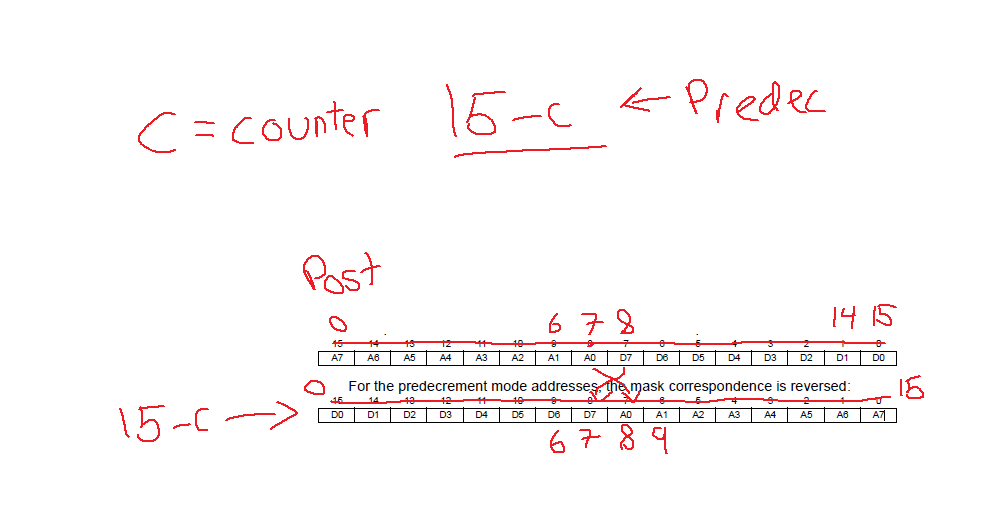 C = counter 15-c ← Predec
Post
0 6 7 8 14 15
15 14 13 12 11 10 9 8 7 6 5 4 3 2 1 0
A7 A6 A5 A4 A3 A2 A1 A0 D7 D6 D5 D4 D3 D2 D1 D0
0 For the predecrement mode addresses, the mask correspondence is reversed: 15
15 14 13 12 11 10 9 8 7 6 5 4 3 2 1 0
15-c → D0 D1 D2 D3 D4 D5 D6 D7 A0 A1 A2 A3 A4 A5 A6 A7
6 7 8 9